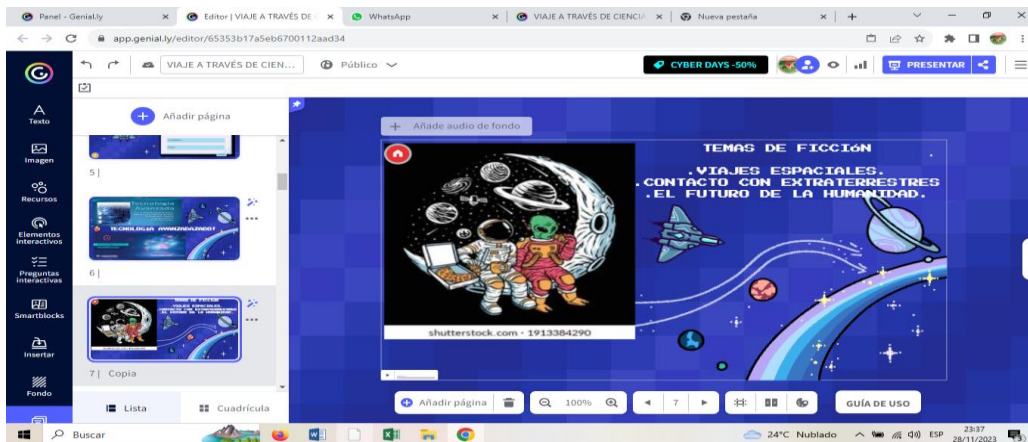 Panel - Genial.ly
Editor | VIAJE A TRAVÉS DE C
WhatsApp
VIAJE A TRAVÉS DE CIENCIA
Nueva pestaña
app.genial.ly/editor/65353b17a5eb6700112aad34
VIAJE A TRAVÉS DE CIEN...
Público
CYBER DAYS -50%
PRESENTAR
Texto
Imagen
Recursos
Elementos
interactivos
Preguntas
interactivas
Smartblocks
Insertar
Fondo
Añadir página
5 |
Tecnología
Avanzada
6 |
7 | Copia
Lista
Cuadrícula
Añade audio de fondo
TEMAS DE FICCIÓN
.VIAJES ESPACIALES.
.CONTACTO CON EXTRATERRESTRES
.EL FUTURO DE LA HUMANIDAD.
shutterstock.com · 1913384290
Añadir página
100%
7
GUÍA DE USO
Buscar
24°C Nublado
ESP
23:37
28/11/2023